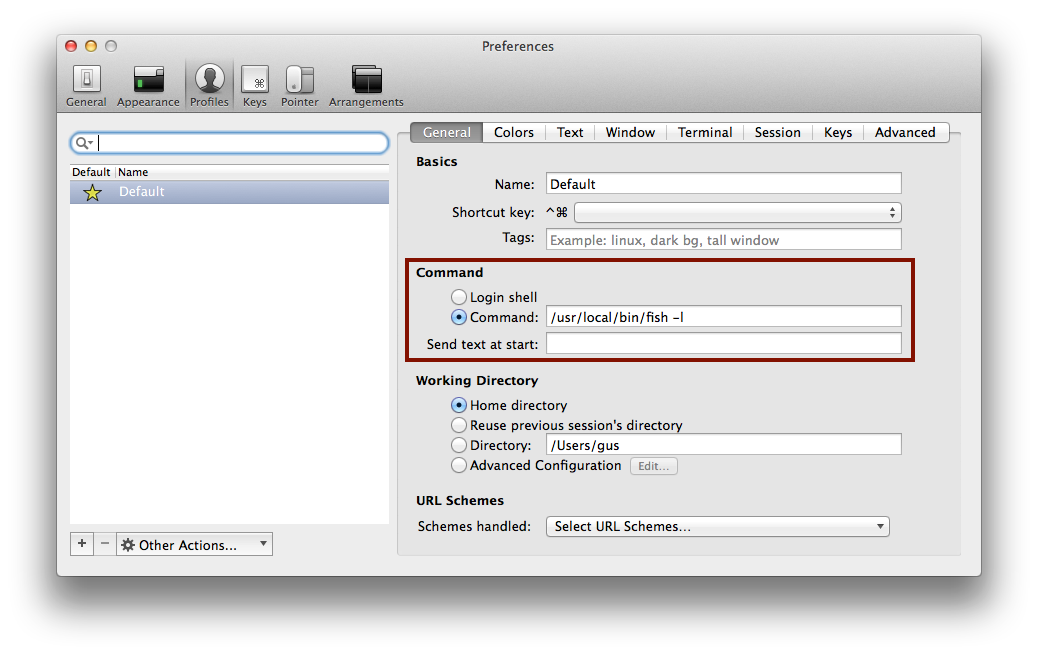 Preferences
General Appearance Profiles Keys Pointer Arrangements
General Colors Text Window Terminal Session Keys Advanced
Default Name
Default
Basics
Name: Default
Shortcut key: ^⌘
Tags: Example: linux, dark bg, tall window
Command
Login shell
Command: /usr/local/bin/fish -l
Send text at start:
Working Directory
Home directory
Reuse previous session's directory
Directory: /Users/gus
Advanced Configuration Edit...
URL Schemes
Schemes handled: Select URL Schemes...
+ − Other Actions...